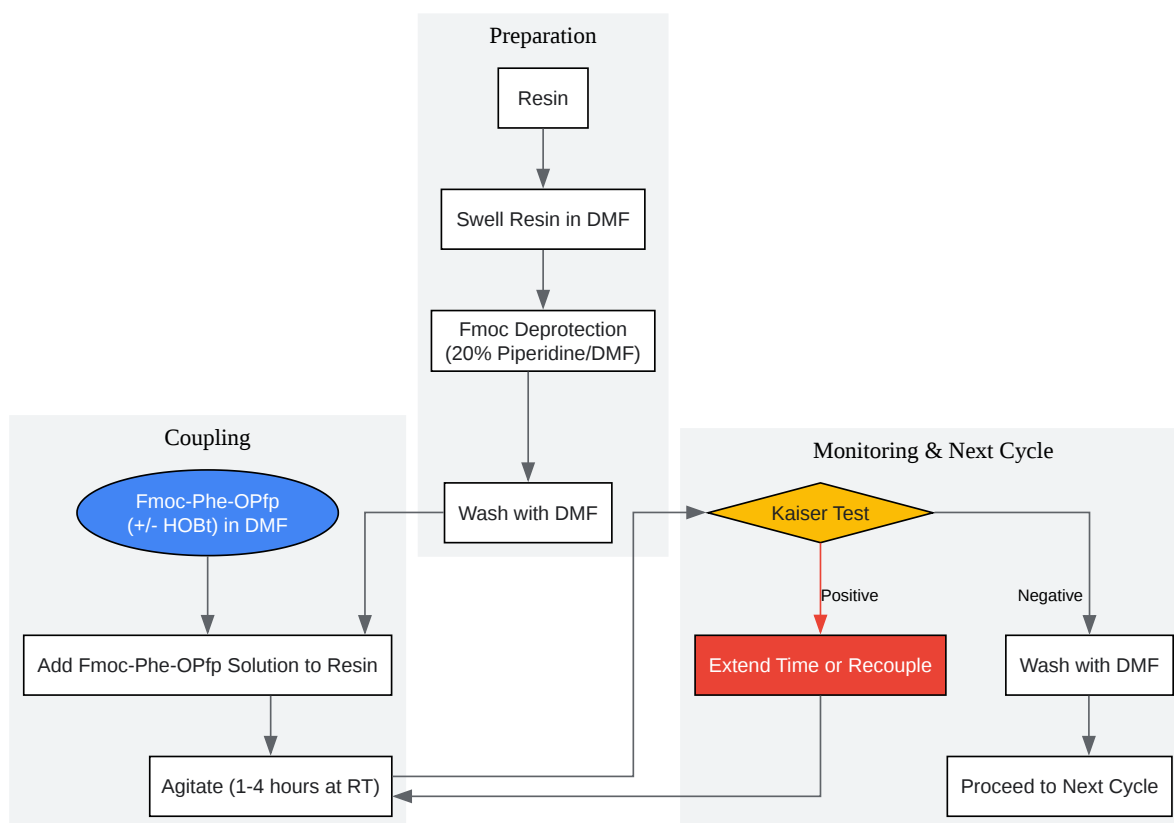 Preparation
Resin
Swell Resin in DMF
Fmoc Deprotection
(20% Piperidine/DMF)
Wash with DMF
Coupling
Fmoc-Phe-OPfp
(+/- HOBt) in DMF
Add Fmoc-Phe-OPfp Solution to Resin
Agitate (1-4 hours at RT)
Monitoring & Next Cycle
Kaiser Test
Positive
Negative
Extend Time or Recouple
Wash with DMF
Proceed to Next Cycle